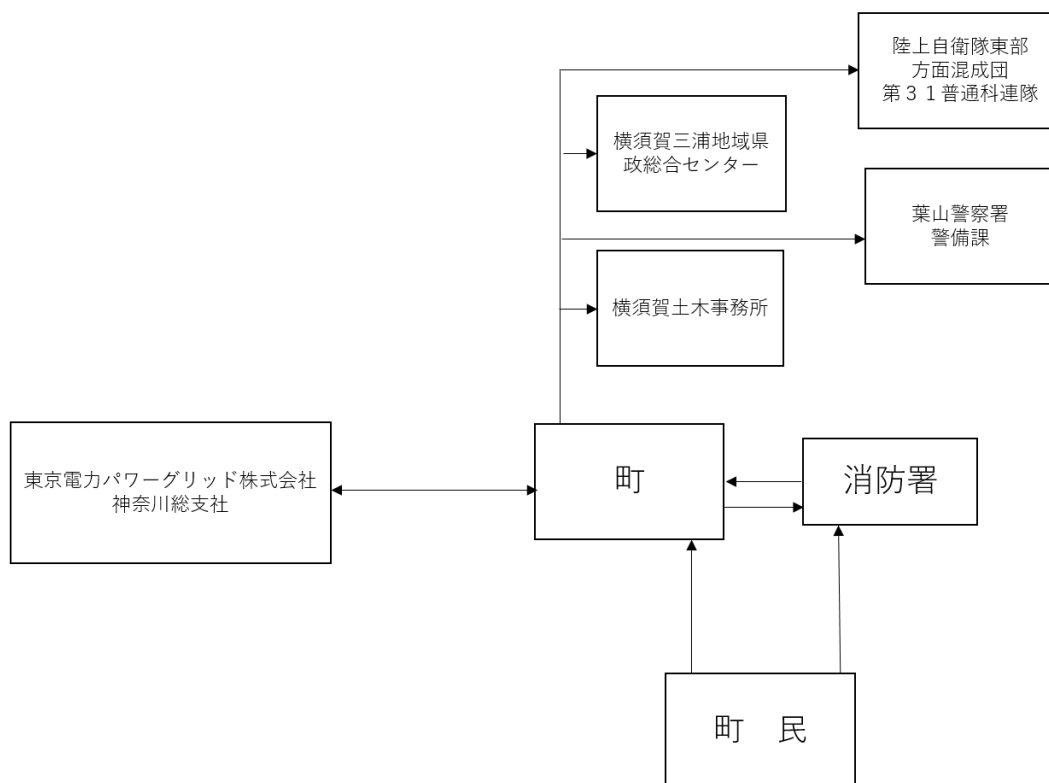 陸上自衛隊東部
方面混成団
第３１普通科連隊
横須賀三浦地域県
政総合センター
葉山警察署
警備課
横須賀土木事務所
東京電力パワーグリッド株式会社
神奈川総支社
町
消防署
町　民